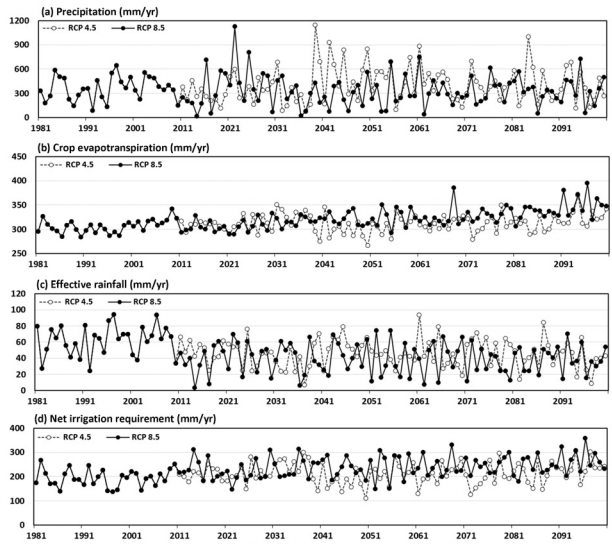 (a) Precipitation (mm/yr)
1200
RCP 4.5 RCP 8.5
900
600
300
0
1981 1991 2001 2011 2021 2031 2041 2051 2061 2071 2081 2091
(b) Crop evapotranspiration (mm/yr)
450
RCP 4.5 RCP 8.5
400
350
300
250
1981 1991 2001 2011 2021 2031 2041 2051 2061 2071 2081 2091
(c) Effective rainfall (mm/yr)
120
RCP 4.5 RCP 8.5
100
80
60
40
20
0
1981 1991 2001 2011 2021 2031 2041 2051 2061 2071 2081 2091
(d) Net irrigation requirement (mm/yr)
400
RCP 4.5 RCP 8.5
300
200
100
0
1981 1991 2001 2011 2021 2031 2041 2051 2061 2071 2081 2091